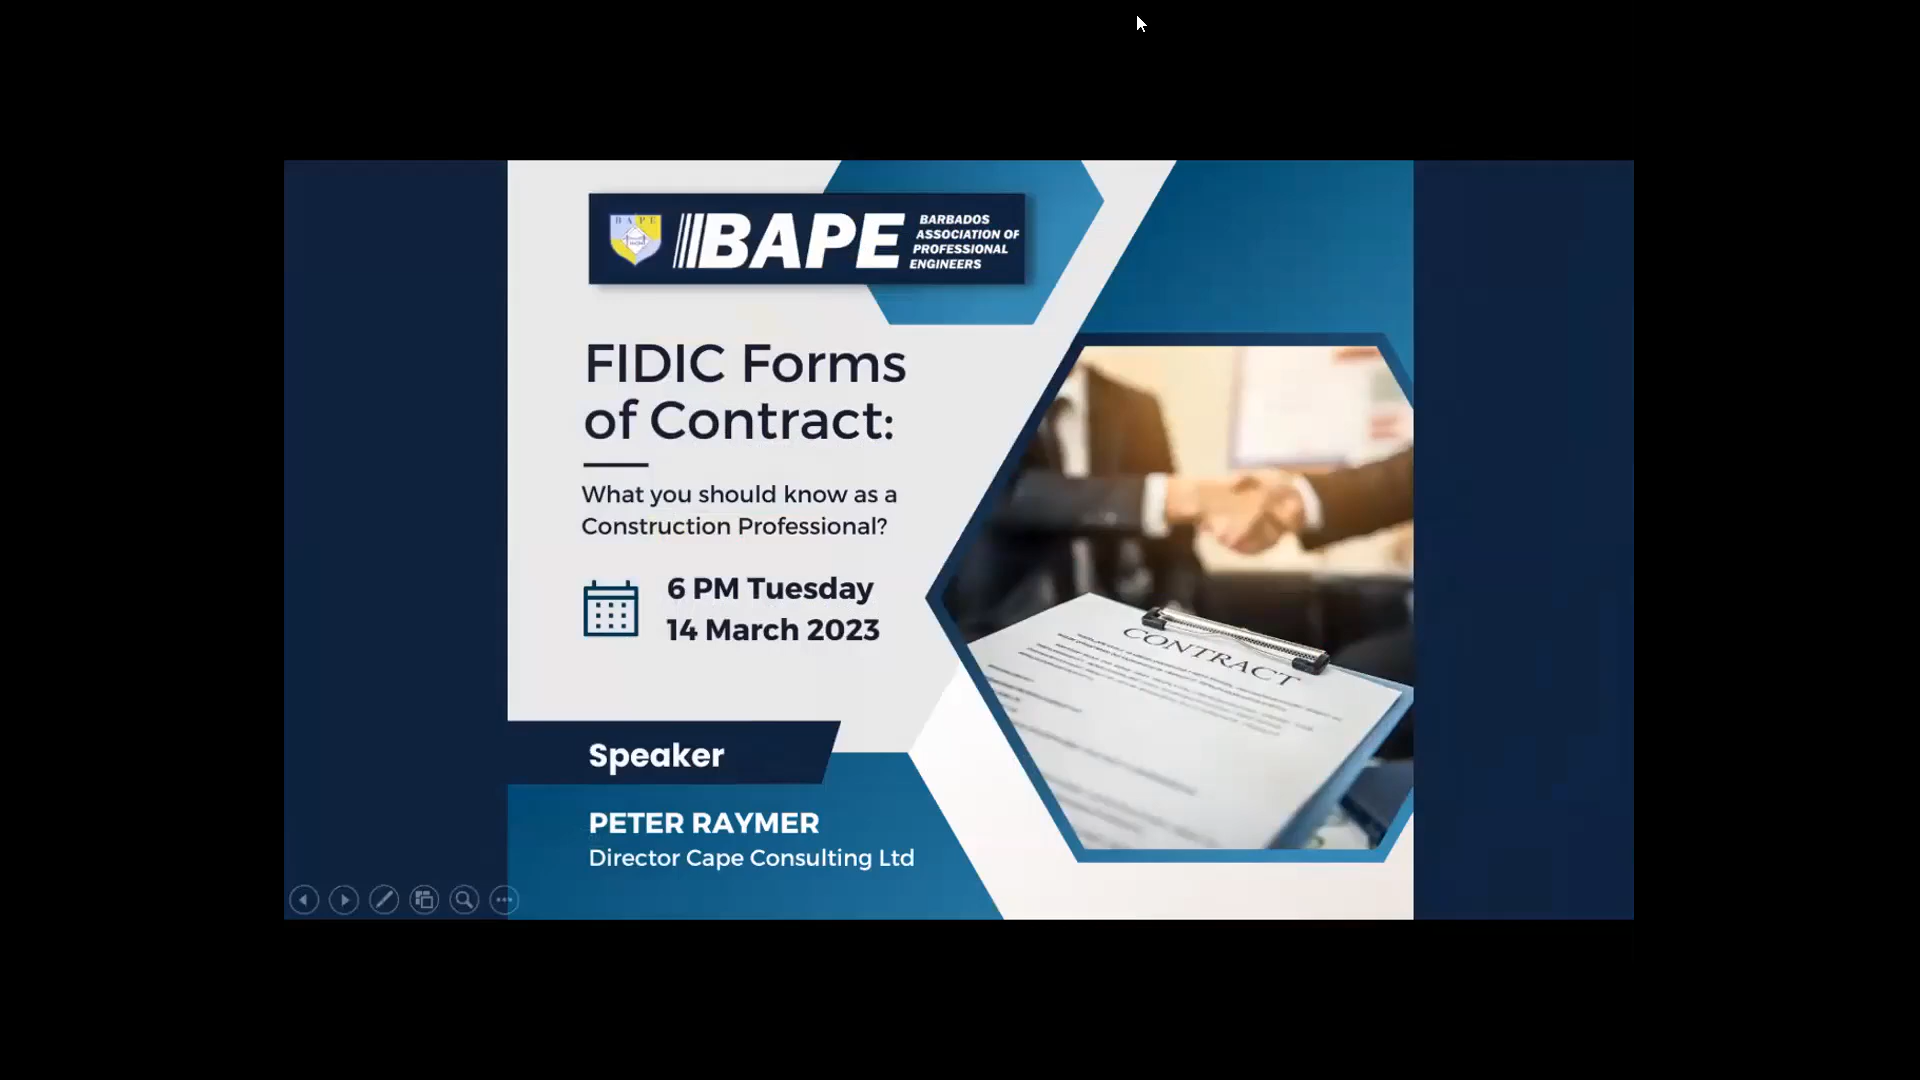 BAPE
BAPE
BARBADOS
ASSOCIATION OF
PROFESSIONAL
ENGINEERS
FIDIC Forms
of Contract:
What you should know as a
Construction Professional?
6 PM Tuesday
14 March 2023
CONTRACT
Speaker
PETER RAYMER
Director Cape Consulting Ltd